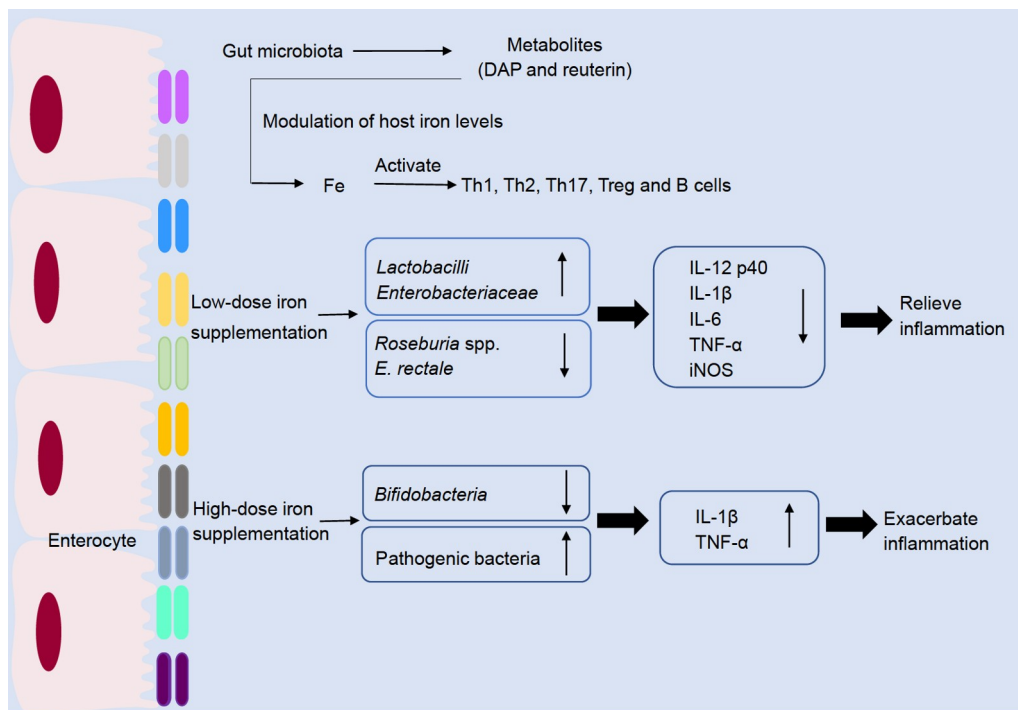 Gut microbiota
Metabolites
(DAP and reuterin)
Modulation of host iron levels
Activate
Fe
Th1, Th2, Th17, Treg and B cells
Low-dose iron
supplementation
Lactobacilli
Enterobacteriaceae
Roseburia spp.
E. rectale
IL-12 p40
IL-1β
IL-6
TNF-α
iNOS
Relieve
inflammation
High-dose iron
supplementation
Bifidobacteria
Pathogenic bacteria
IL-1β
TNF-α
Exacerbate
inflammation
Enterocyte